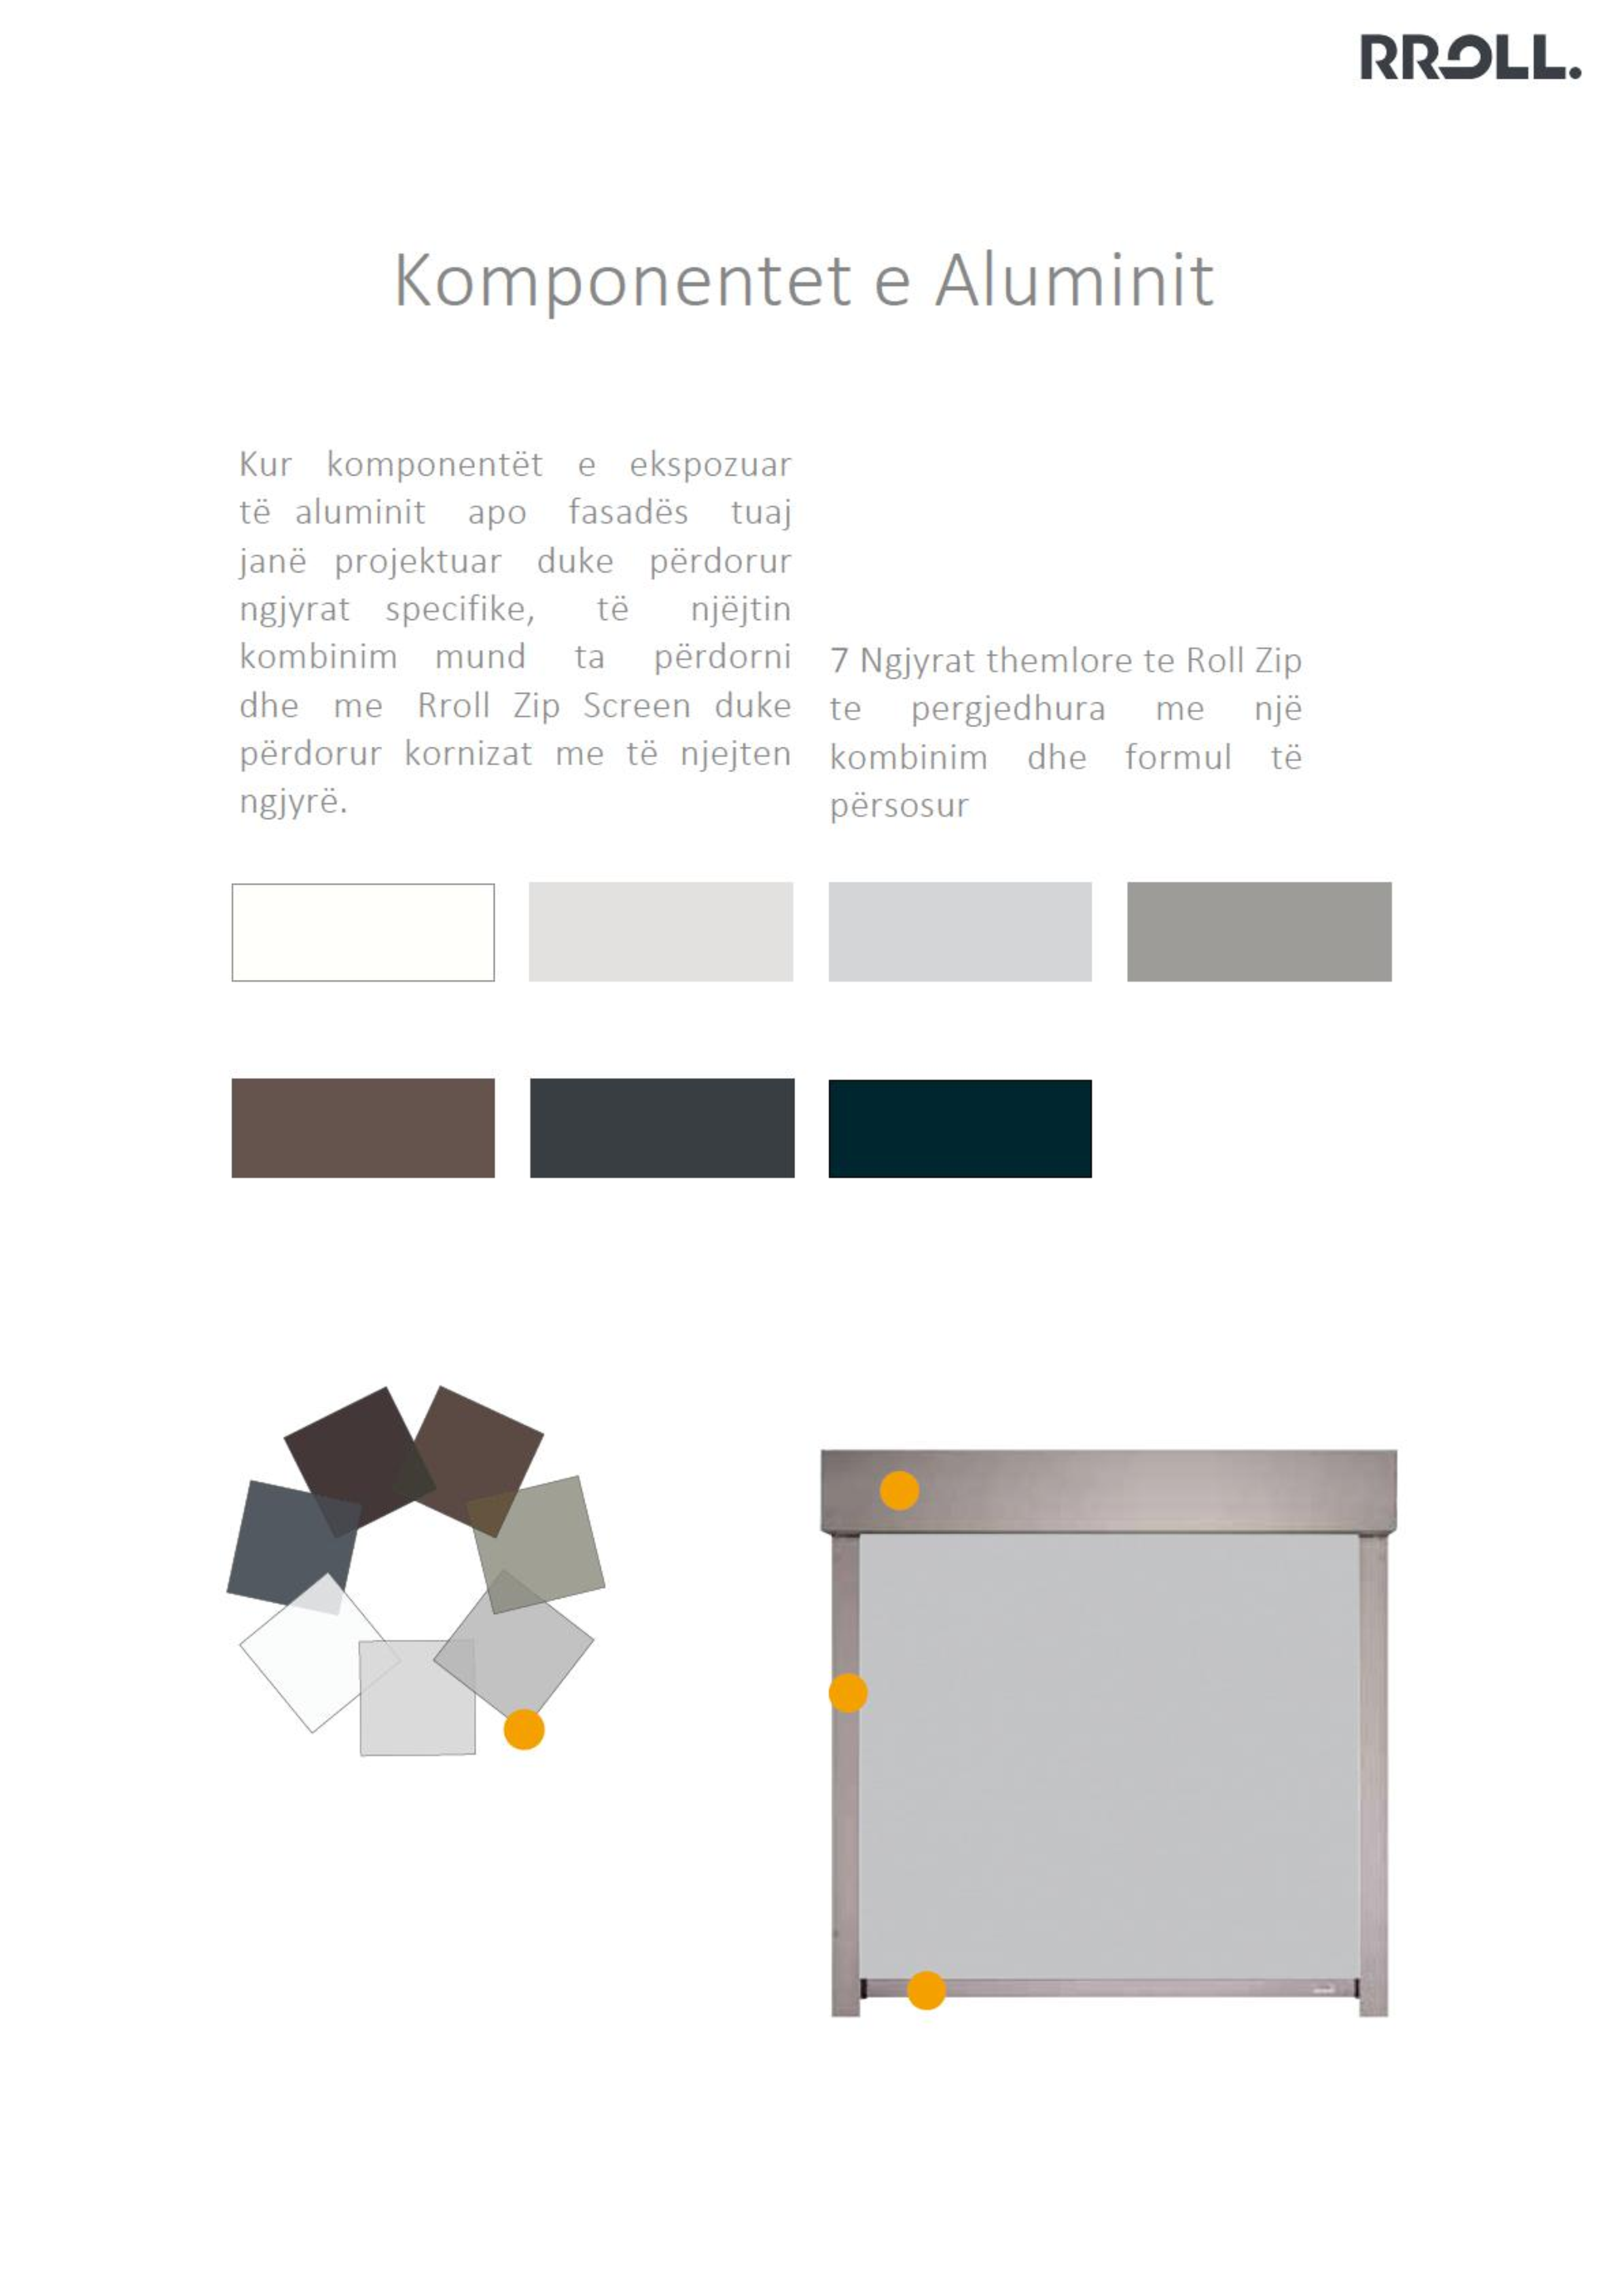 RROLL.
Komponentet e Aluminit
Kur komponentët e ekspozuar
të aluminit apo fasadës tuaj
janë projektuar duke përdorur
ngjyrat specifike, të njëjtin
kombinim mund ta përdorni
dhe me Rroll Zip Screen duke
përdorur kornizat me të njejten
ngjyrë.
7 Ngjyrat themlore te Roll Zip
te pergjedhura me një
kombinim dhe formul të
përsosur